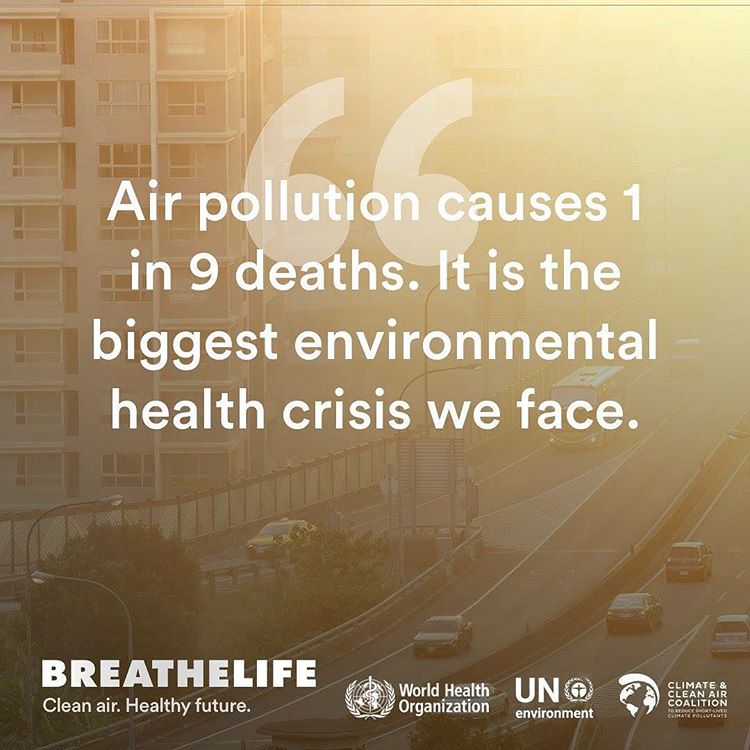 Air pollution causes 1
in 9 deaths. It is the
biggest environmental
health crisis we face.
BREATHELIFE
Clean air. Healthy future.
World Health
Organization
UN
environment
CLIMATE &
CLEAN AIR
COALITION
TO REDUCE SHORT-LIVED
CLIMATE POLLUTANTS